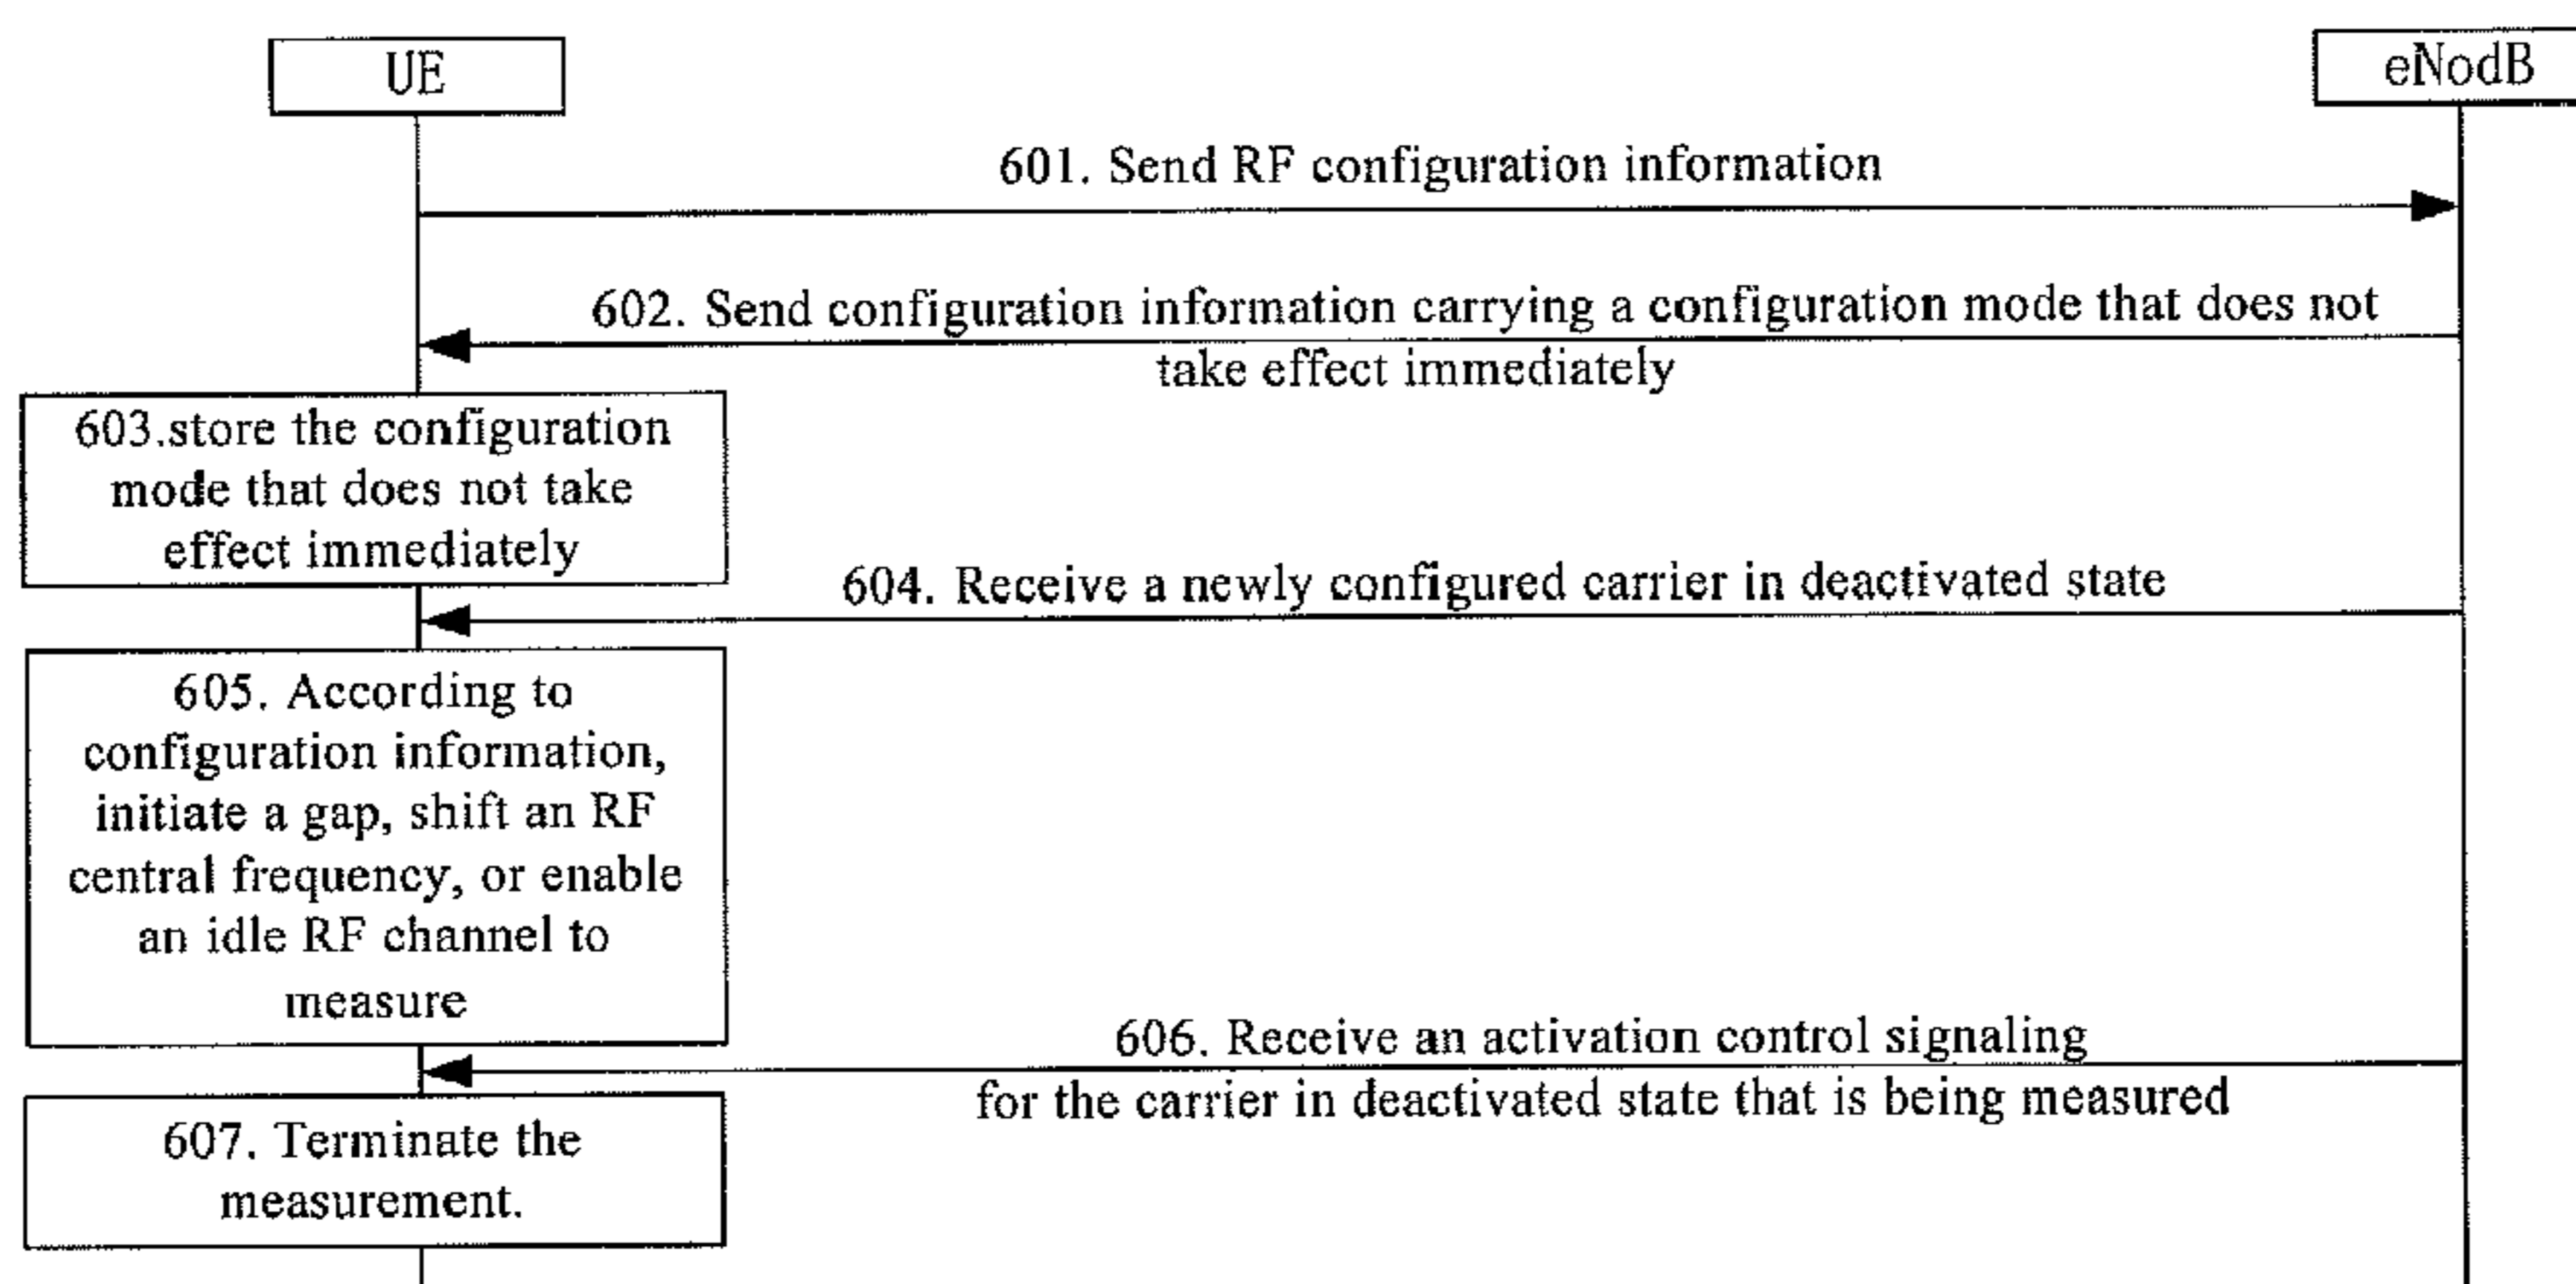 UE
eNodB
601. Send RF configuration information
602. Send configuration information carrying a configuration mode that does not
take effect immediately
603.store the configuration
mode that does not take
effect immediately
604. Receive a newly configured carrier in deactivated state
605. According to
configuration information,
initiate a gap, shift an RF
central frequency, or enable
an idle RF channel to
measure
606. Receive an activation control signaling
for the carrier in deactivated state that is being measured
607. Terminate the
measurement.